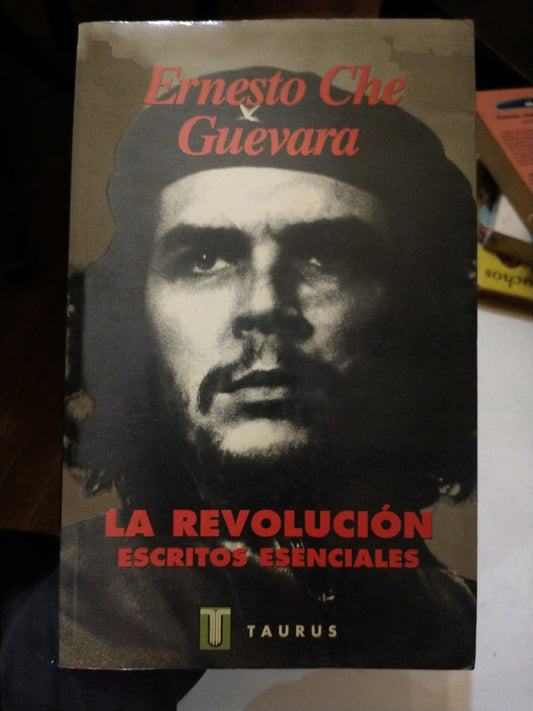 Ernesto Che
Guevara
LA REVOLUCIÓN
ESCRITOS ESENCIALES
TAURUS